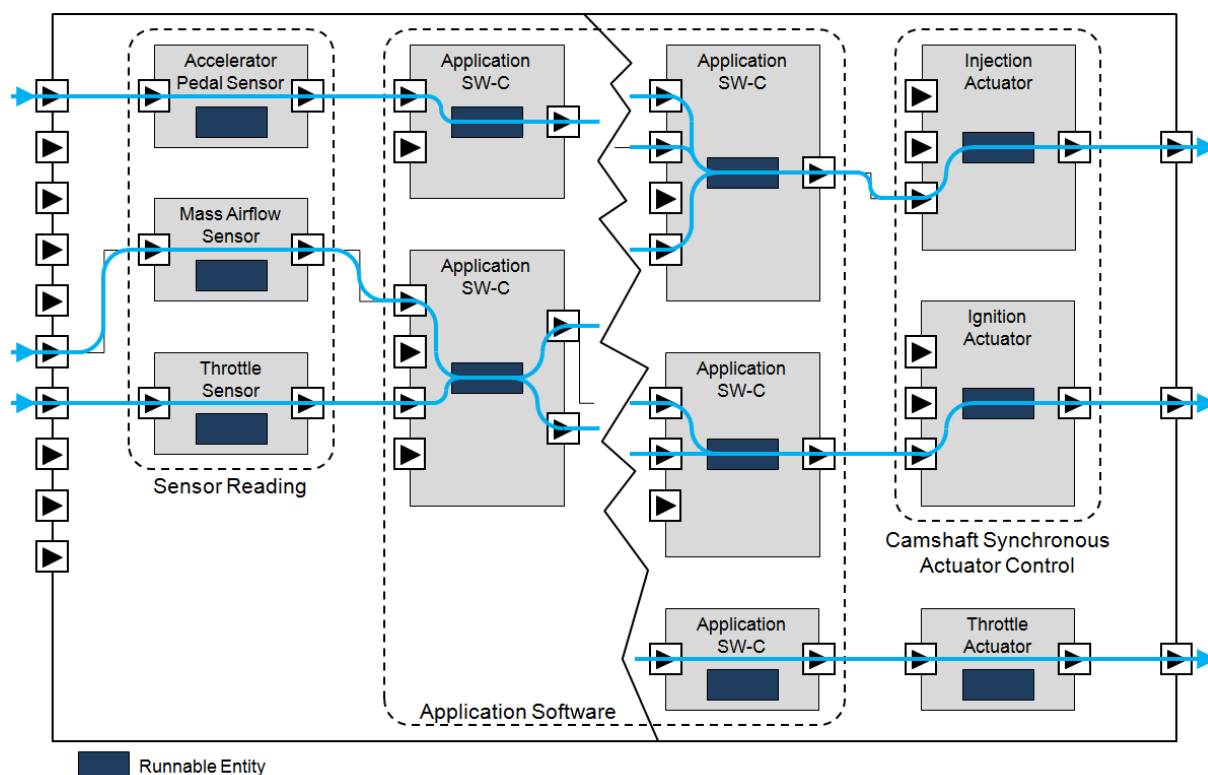 Accelerator
Pedal Sensor
Application
SW-C
Application
SW-C
Injection
Actuator
Mass Airflow
Sensor
Application
SW-C
Ignition
Actuator
Throttle
Sensor
Application
SW-C
Sensor Reading
Camshaft Synchronous
Actuator Control
Application
SW-C
Throttle
Actuator
Application Software
Runnable Entity